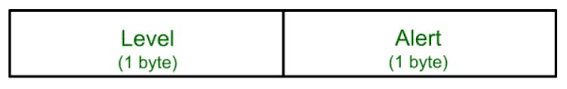 Level
(1 byte)
Alert
(1 byte)